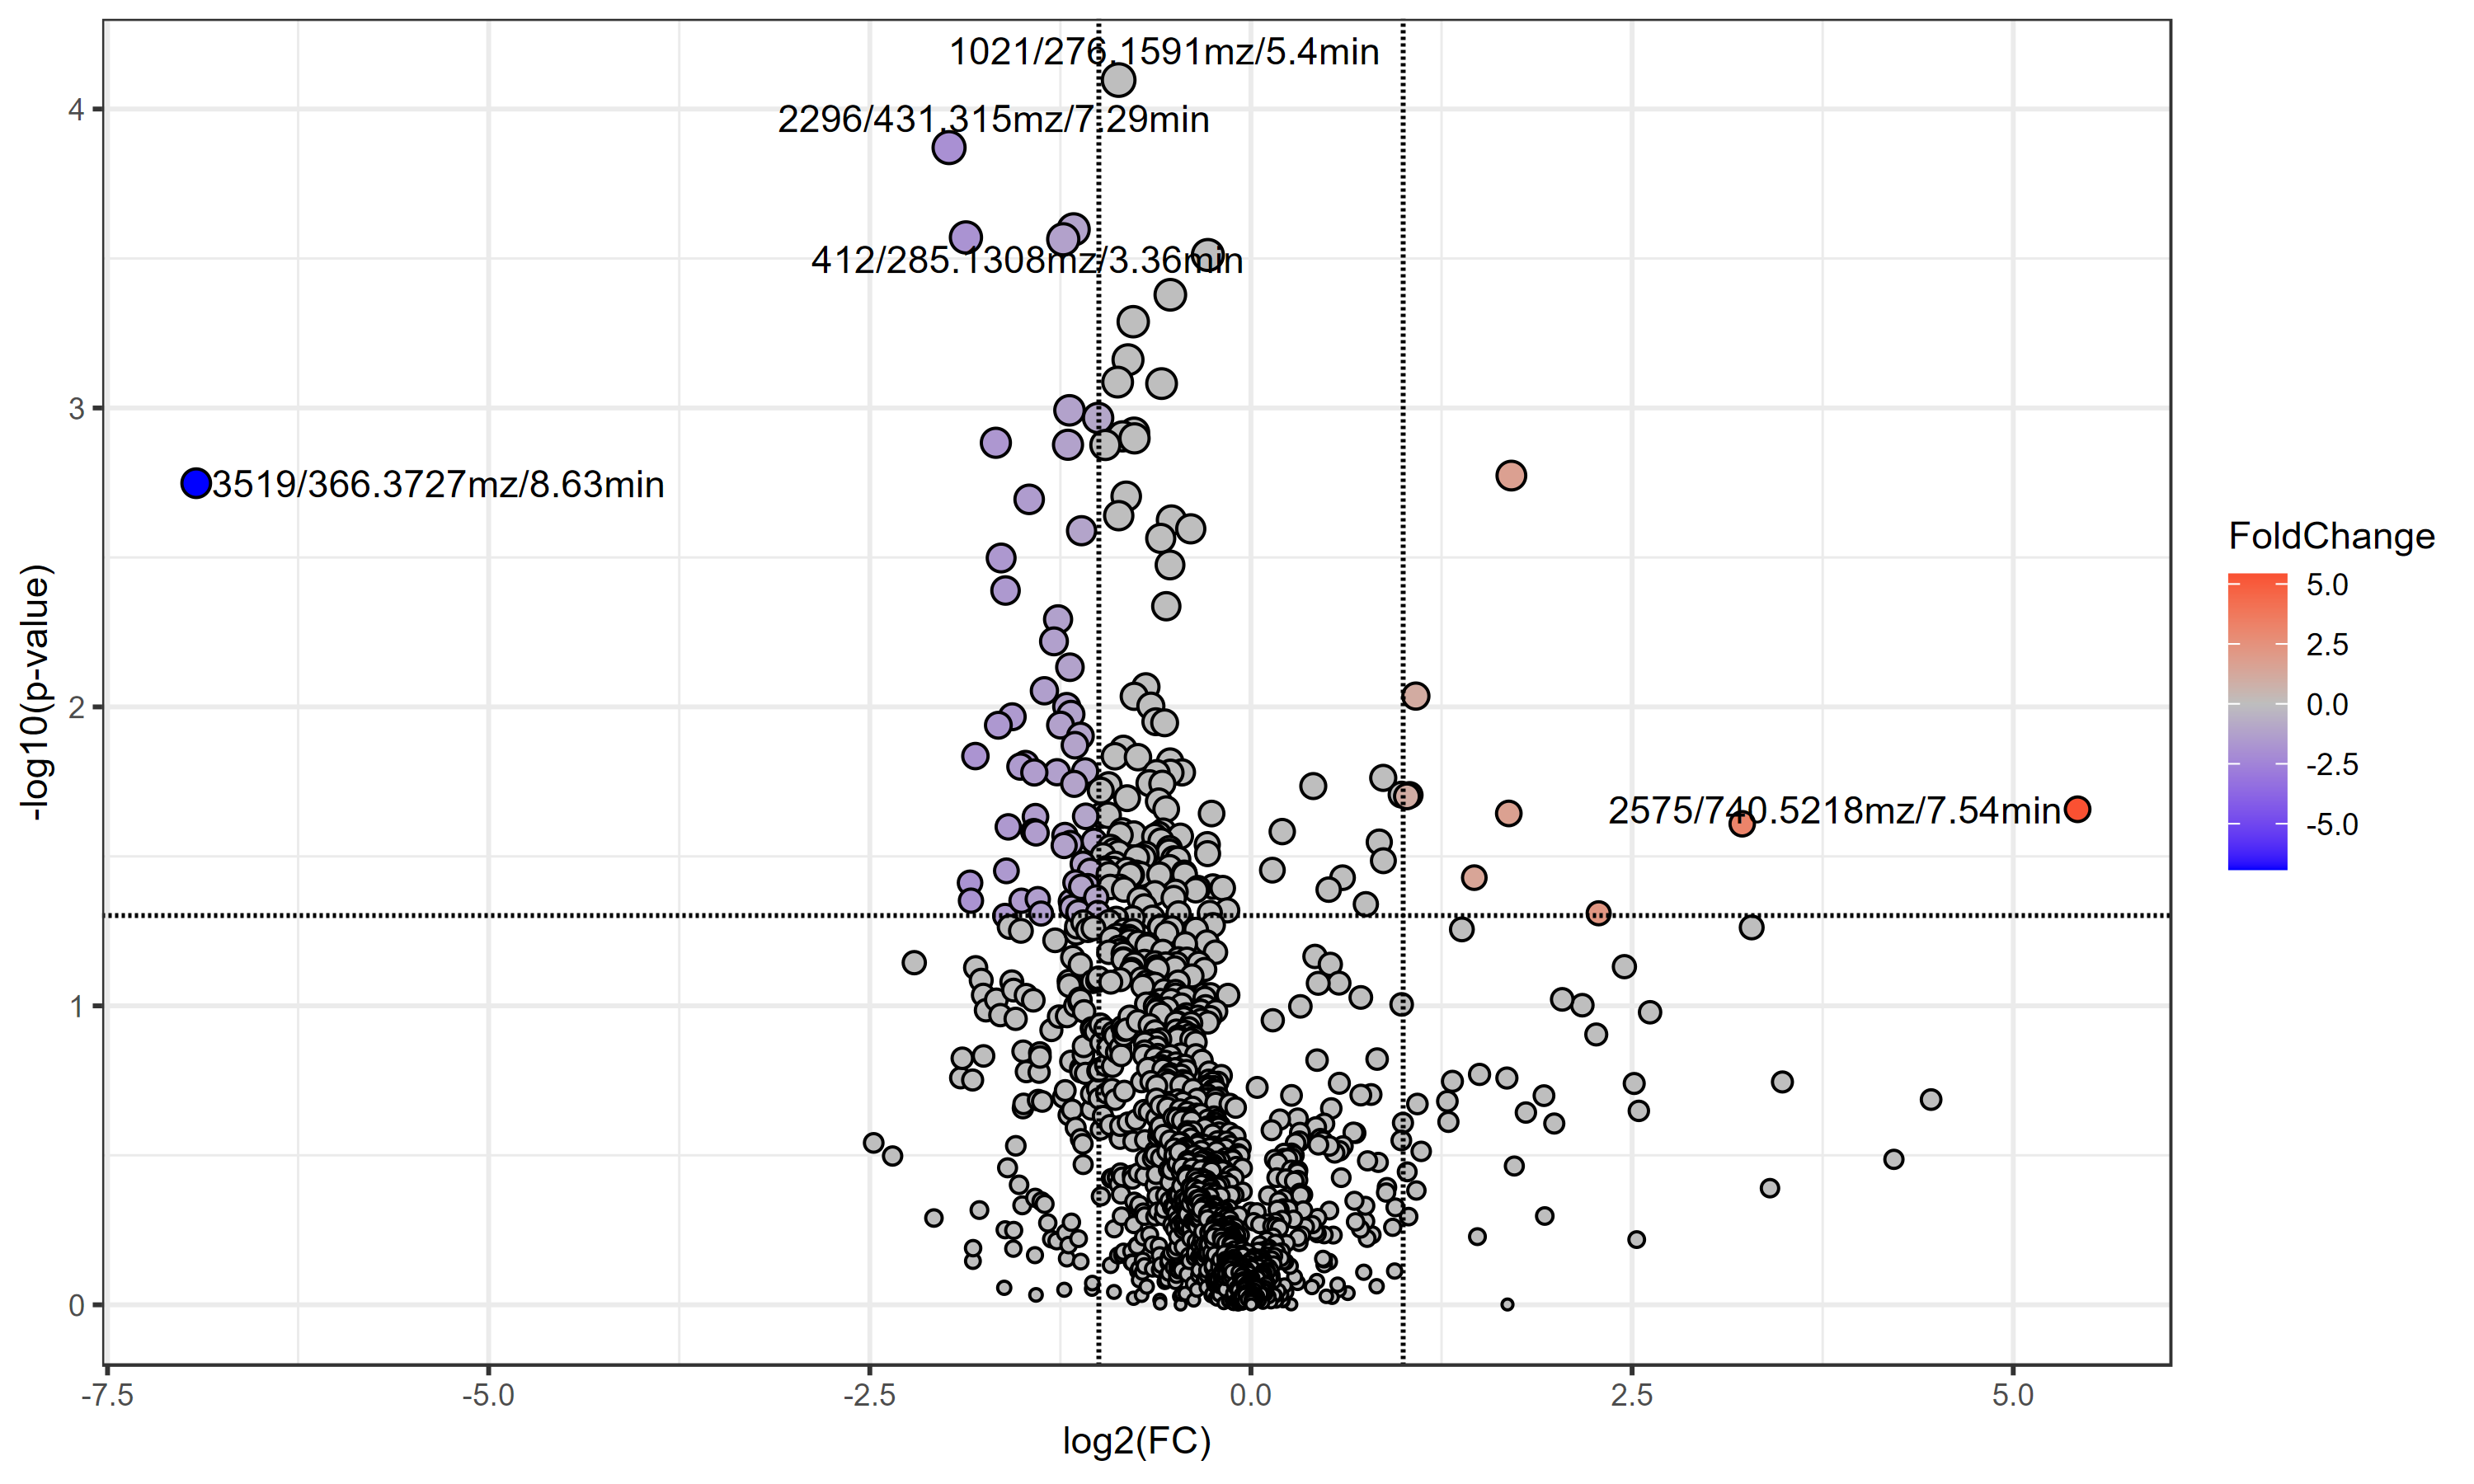 1021/276.1591mz/5.4min
4
2296/431.315mz/7.29min
412/285.1308mz/3.36min
3
3519/366.3727mz/8.63min
FoldChange
5.0
2.5
0.0
-2.5
-5.0
-log10(p-value)
2
2575/740.5218mz/7.54min
1
0
-7.5
-5.0
-2.5
0.0
2.5
5.0
log2(FC)